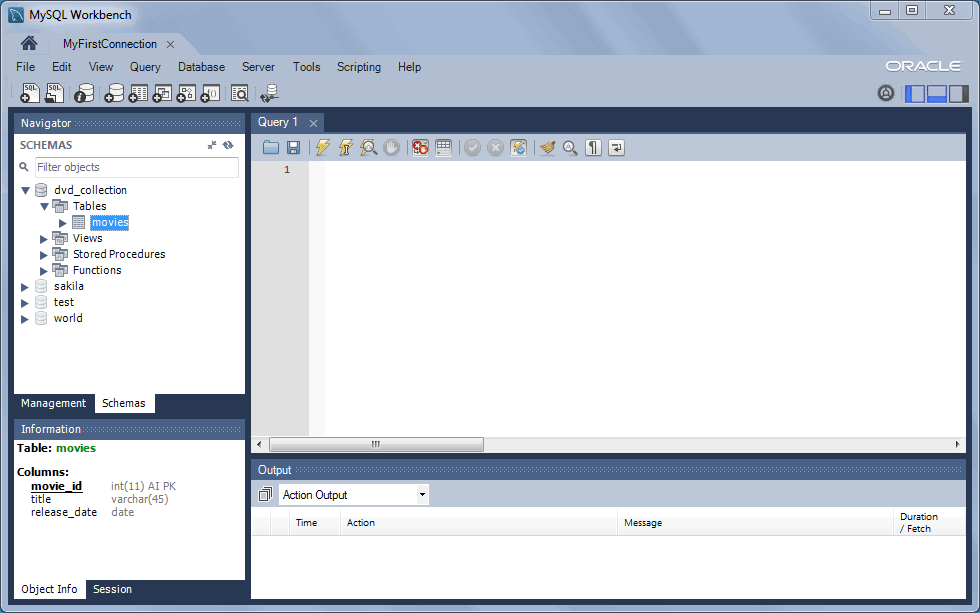 MySQL Workbench
MyFirstConnection
File Edit View Query Database Server Tools Scripting Help
ORACLE
SQL SQL
Navigator
SCHEMAS
Filter objects
dvd_collection
Tables
movies
Views
Stored Procedures
Functions
sakila
test
world
Management Schemas
Information
Table: movies
Columns:
movie_id int(11) AI PK
title varchar(45)
release_date date
Object Info Session
Query 1
1
Output
Action Output
Time Action Message Duration / Fetch